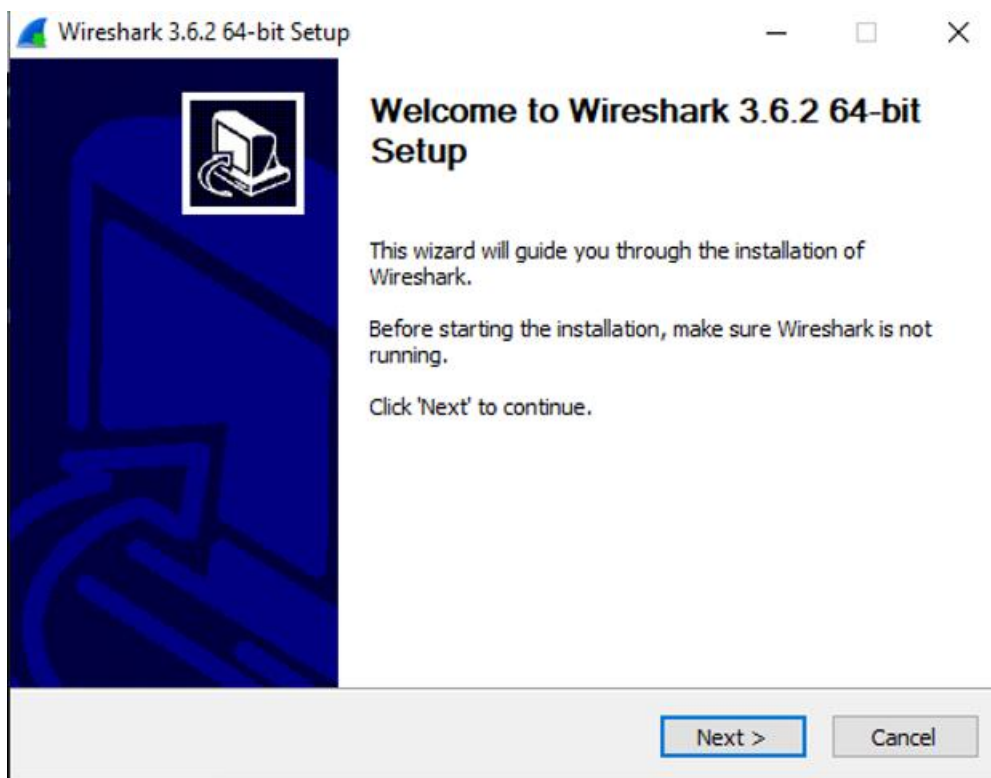 Wireshark 3.6.2 64-bit Setup
Welcome to Wireshark 3.6.2 64-bit
Setup
This wizard will guide you through the installation of
Wireshark.
Before starting the installation, make sure Wireshark is not
running.
Click 'Next' to continue.
Next > Cancel